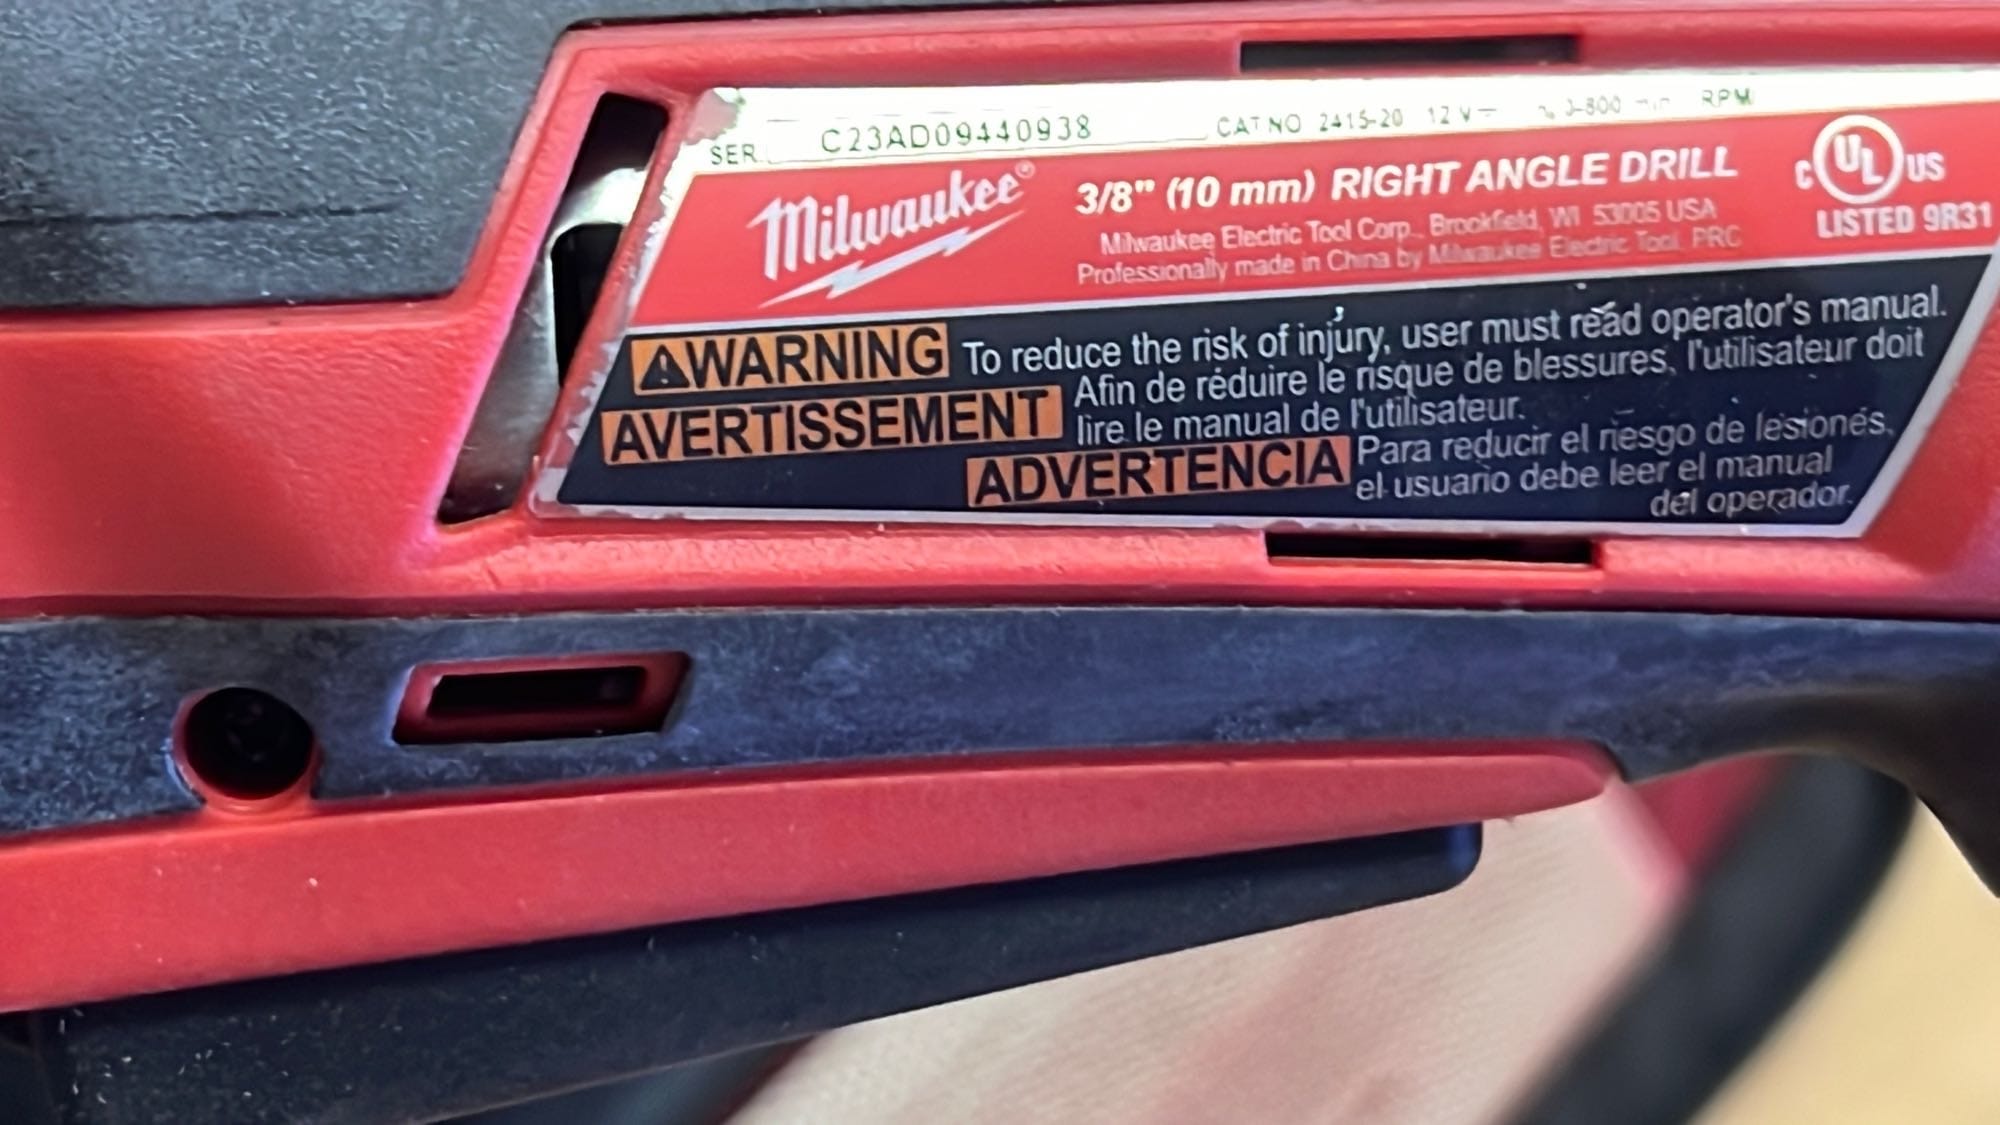 SER. C23AD09440938 CAT NO 2415-20 12 V ⎓ 0-800 min RPM
Milwaukee®
3/8" (10 mm) RIGHT ANGLE DRILL
Milwaukee Electric Tool Corp., Brookfield, WI 53005 USA
Professionally made in China by Milwaukee Electric Tool, PRC
C UL US
LISTED 9R31
⚠WARNING To reduce the risk of injury, user must read operator's manual.
AVERTISSEMENT Afin de réduire le risque de blessures, l'utilisateur doit
lire le manual de l'utilisateur.
ADVERTENCIA Para reducir el riesgo de lesiones,
el usuario debe leer el manual
del operador.